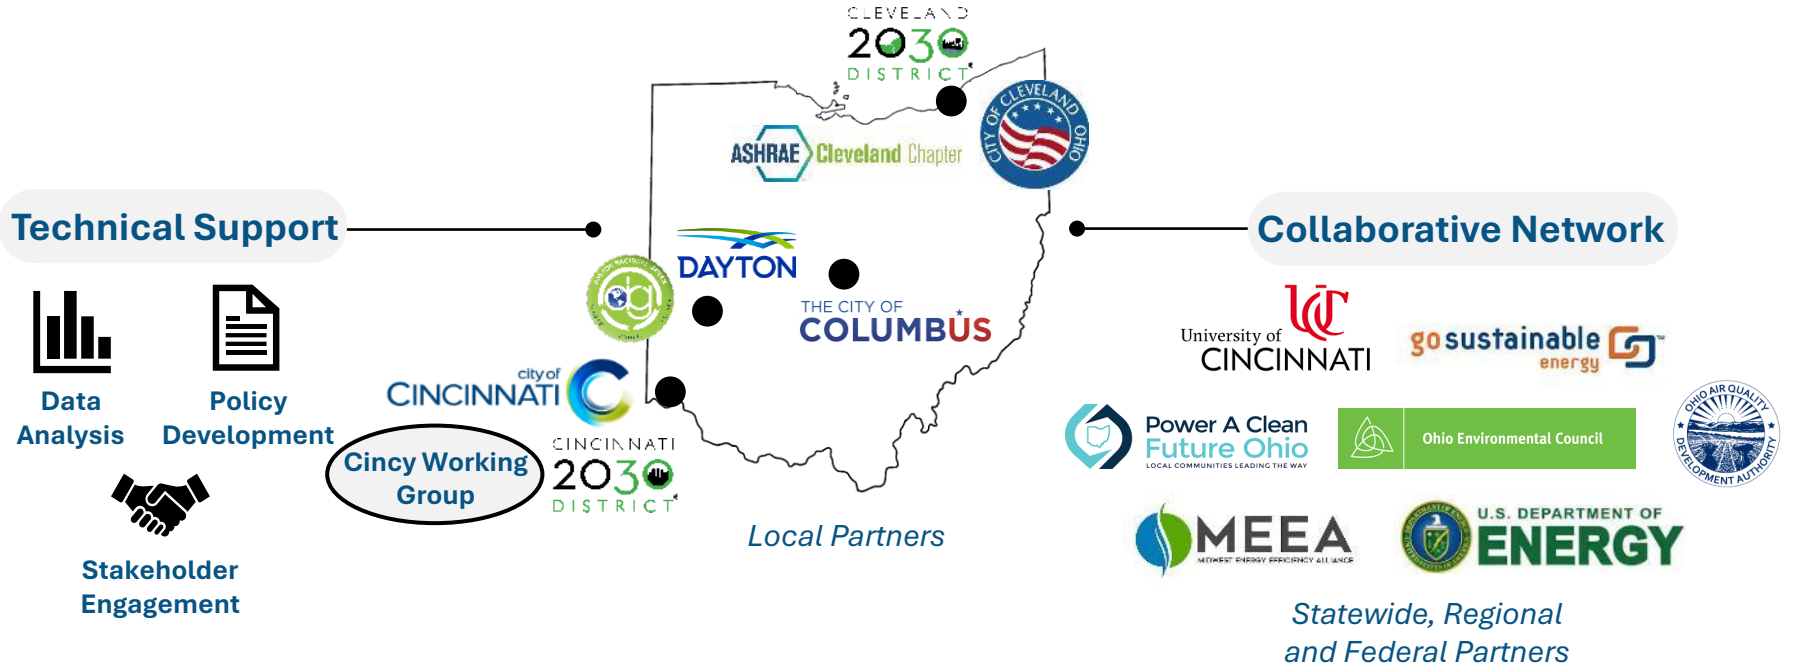 CLEVELAND
2030
DISTRICT
CITY OF CLEVELAND OHIO
ASHRAE Cleveland Chapter
Technical Support
Collaborative Network
DAYTON
THE CITY OF
COLUMBUS
Data
Analysis
Policy
Development
Stakeholder
Engagement
city of
CINCINNATI
Cincy Working
Group
CINCINNATI
2030
DISTRICT
Local Partners
UC
University of
CINCINNATI
go sustainable
energy
TM
Power A Clean
Future Ohio
LOCAL COMMUNITIES LEADING THE WAY
Ohio Environmental Council
OHIO AIR QUALITY
DEVELOPMENT AUTHORITY
MEEA
MIDWEST ENERGY EFFICIENCY ALLIANCE
U.S. DEPARTMENT OF
ENERGY
Statewide, Regional
and Federal Partners